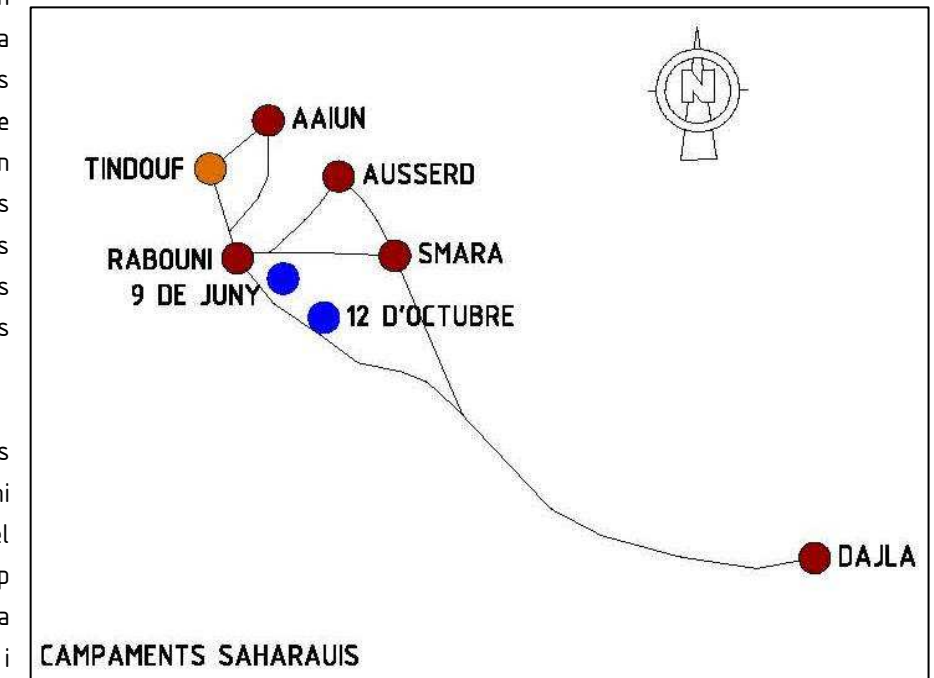 N
AAIUN
TINDOUF
AUSSERD
RABOUNI
SMARA
9 DE JUNY
12 D'OCTUBRE
DAJLA
CAMPAMENTS SAHARAUIS